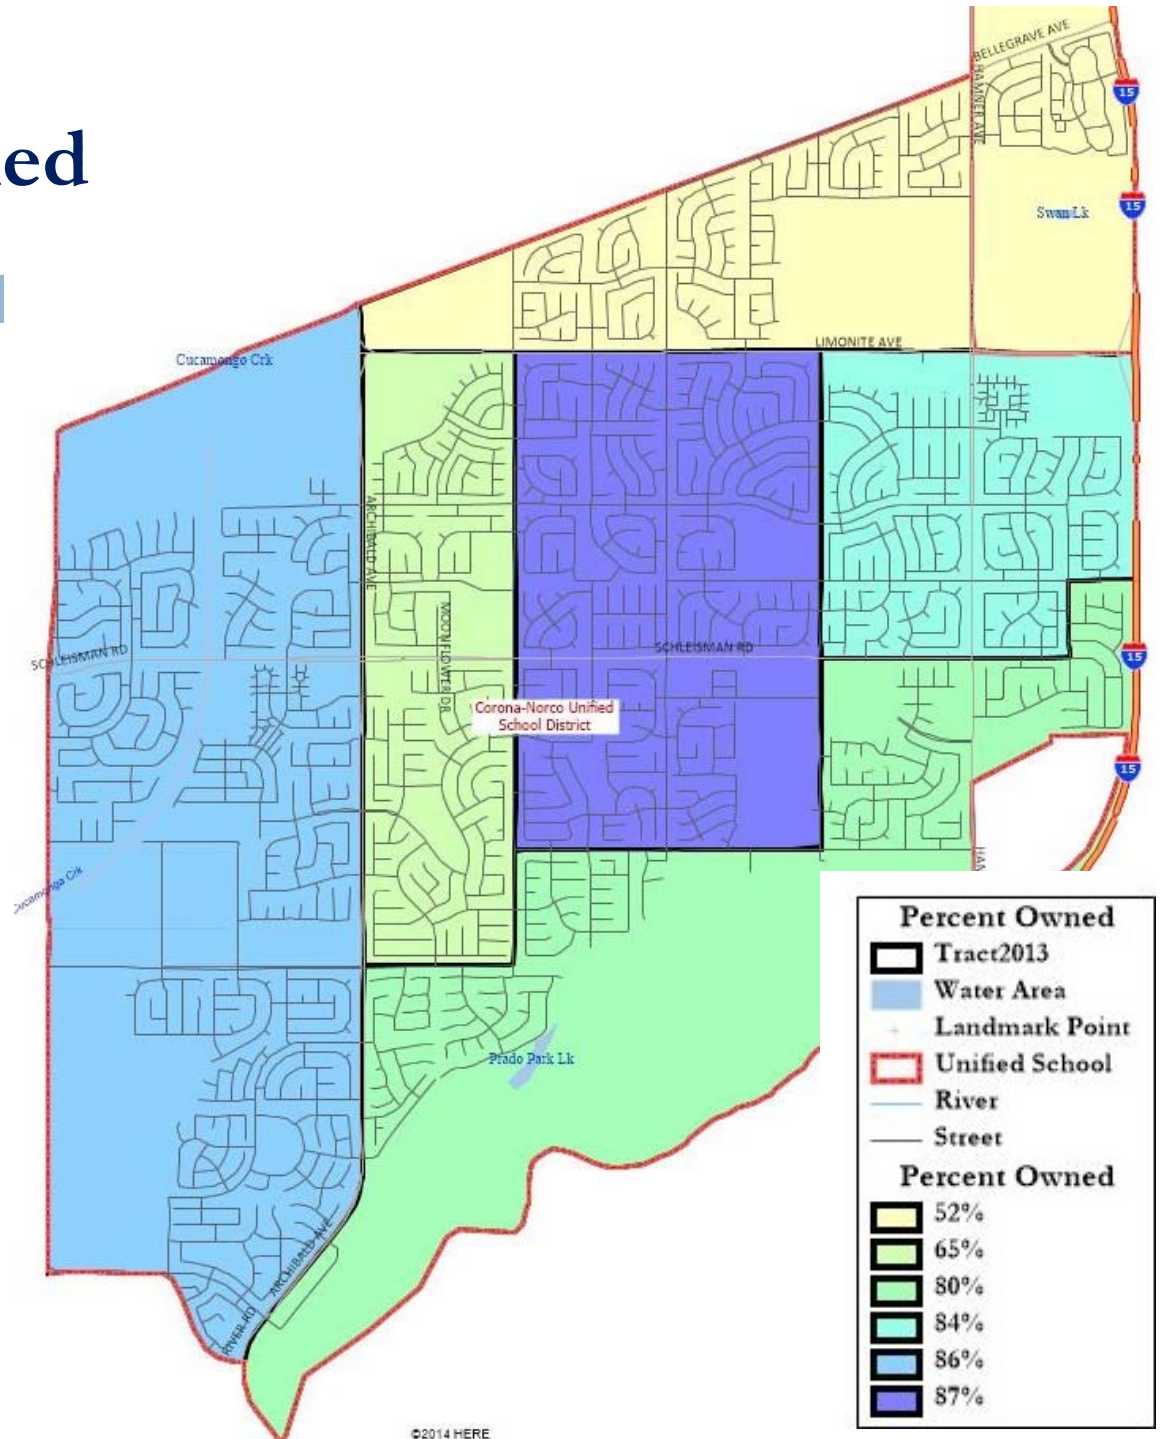 ed
BELLEGRAVE AVE
HAMNER AVE
15
15
Swan Lk
Cucamongo Crk
LIMONITE AVE
ARCHIBALD AVE
MOONFLOWER DR
SCHLEISMAN RD
SCHLEISMAN RD
15
Corona-Norco Unified
School District
15
HAN
Cucamonga Crk
Prado Park Lk
ARCHIBALD AVE
RIVER RD
©2014 HERE
Percent Owned
Tract2013
Water Area
Landmark Point
Unified School
River
Street
Percent Owned
52%
65%
80%
84%
86%
87%